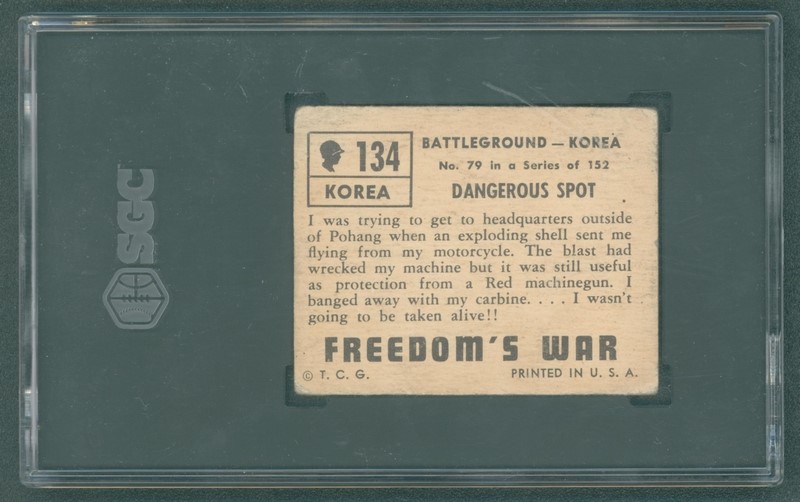 SGC
134
KOREA
BATTLEGROUND — KOREA
No. 79 in a Series of 152
DANGEROUS SPOT
I was trying to get to headquarters outside
of Pohang when an exploding shell sent me
flying from my motorcycle. The blast had
wrecked my machine but it was still useful
as protection from a Red machinegun. I
banged away with my carbine. . . . I wasn't
going to be taken alive!!
FREEDOM'S WAR
© T. C. G.
PRINTED IN U. S. A.